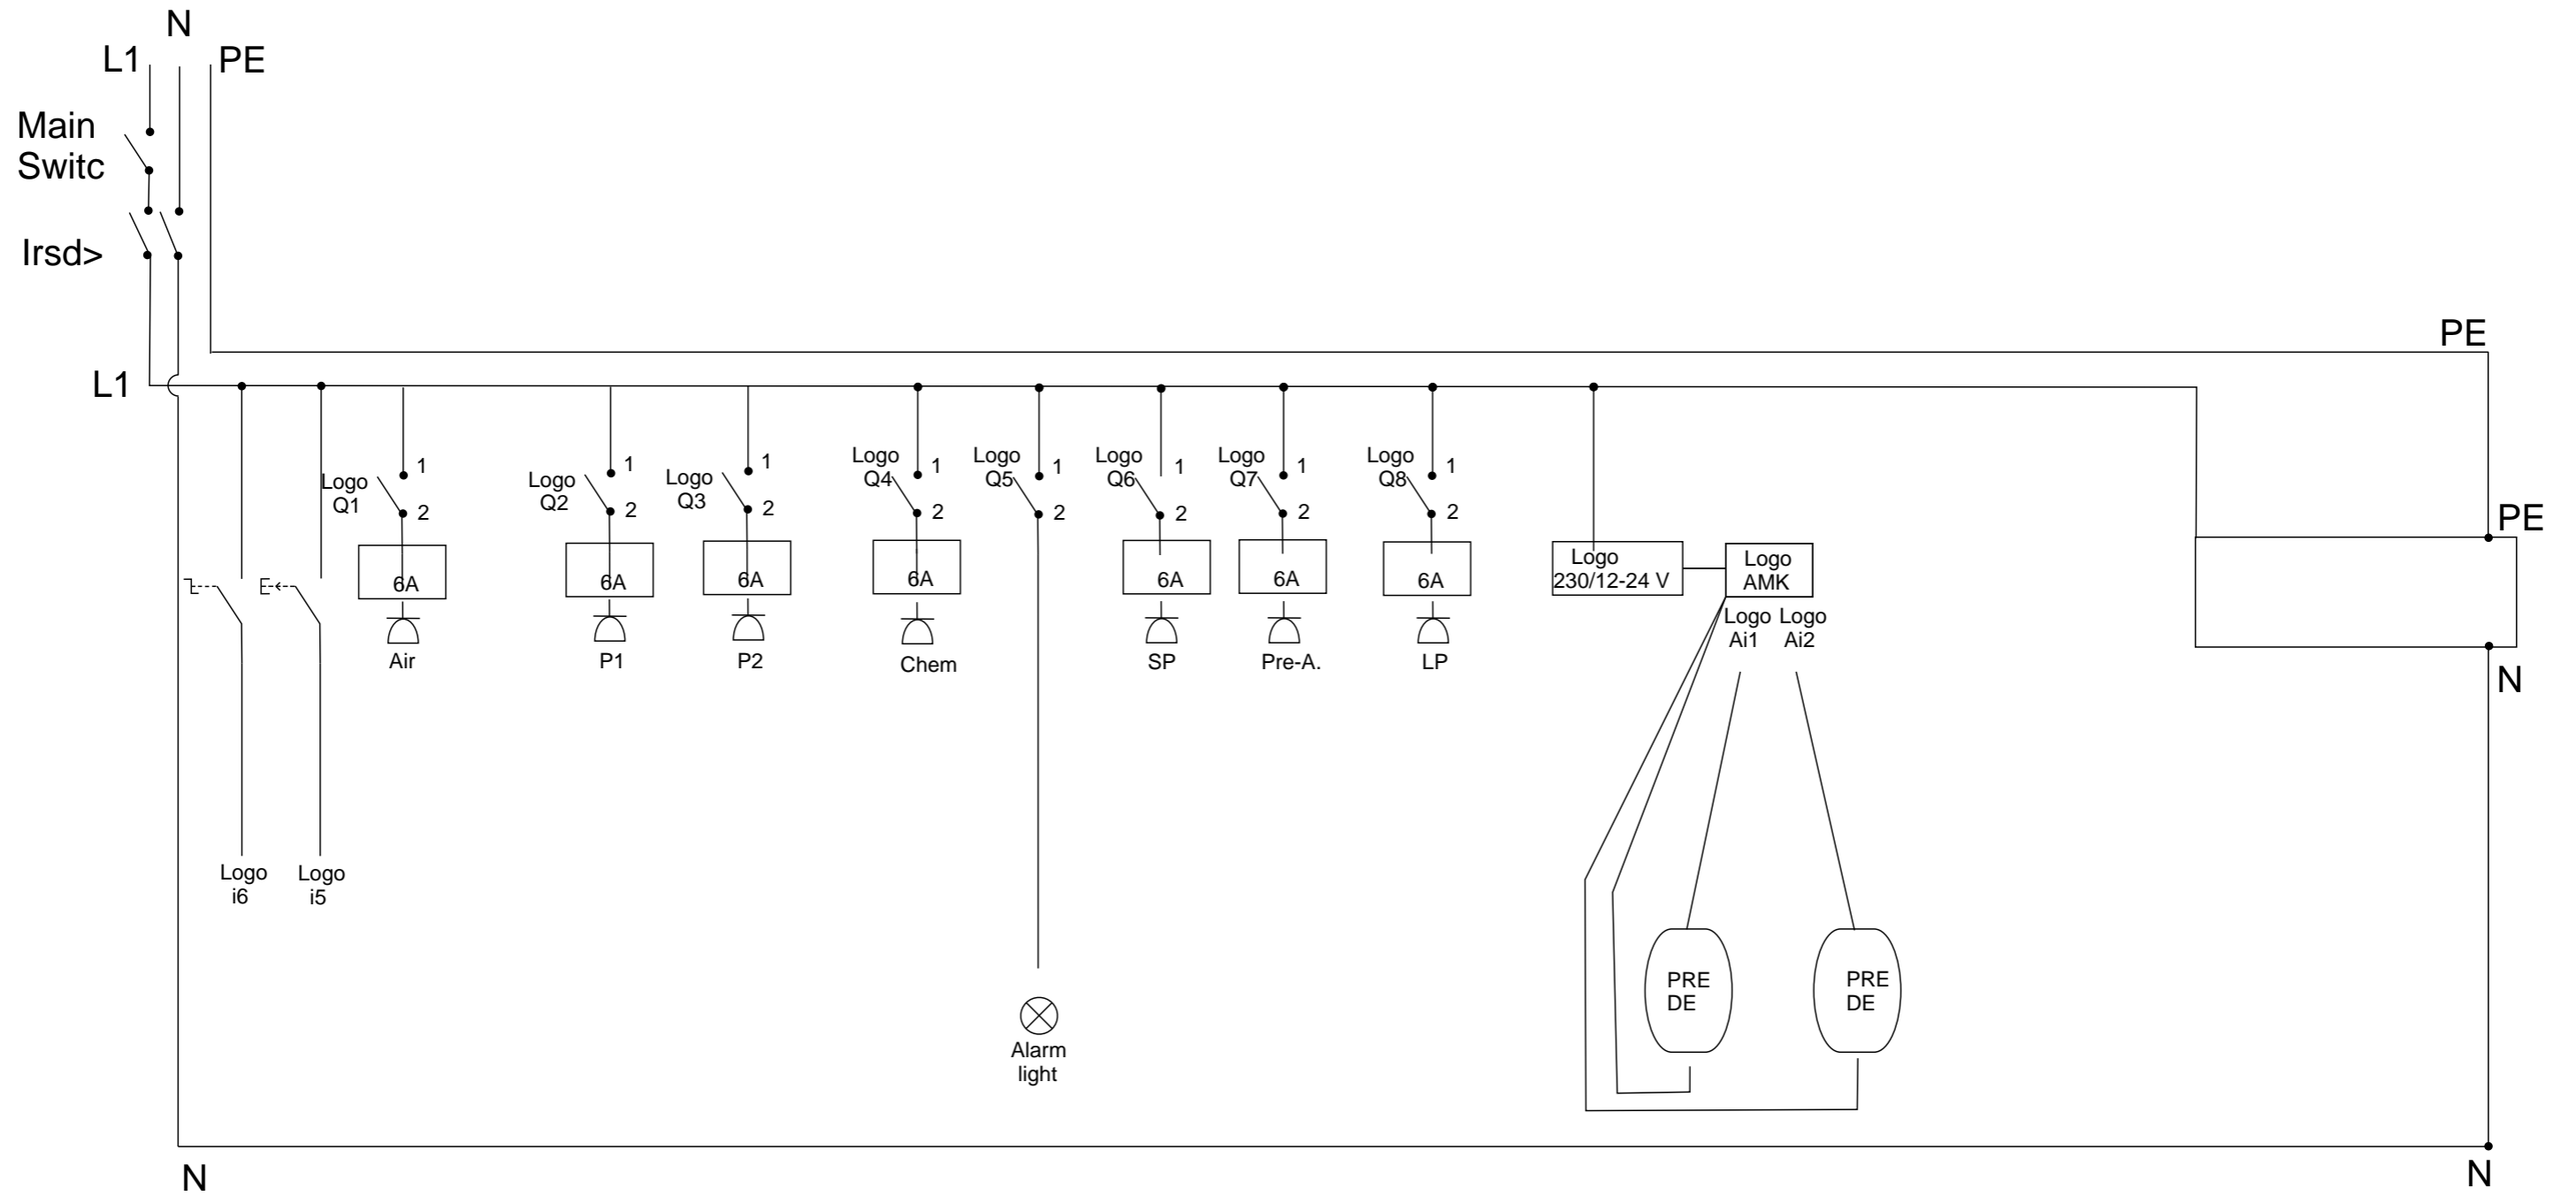 N
L1
PE
Main
Switc
Irsd>
PE
L1
Logo
Q1
1
2
6A
Air
Logo
Q2
1
2
6A
P1
Logo
Q3
1
2
6A
P2
Logo
Q4
1
2
6A
Chem
Logo
Q5
1
2
Logo
Q6
1
2
6A
SP
Logo
Q7
1
2
6A
Pre-A.
Logo
Q8
1
2
6A
LP
Logo
230/12-24 V
Logo
AMK
Logo
Ai1
Logo
Ai2
PE
N
Logo
i6
Logo
i5
PRE
DE
PRE
DE
Alarm
light
N
N